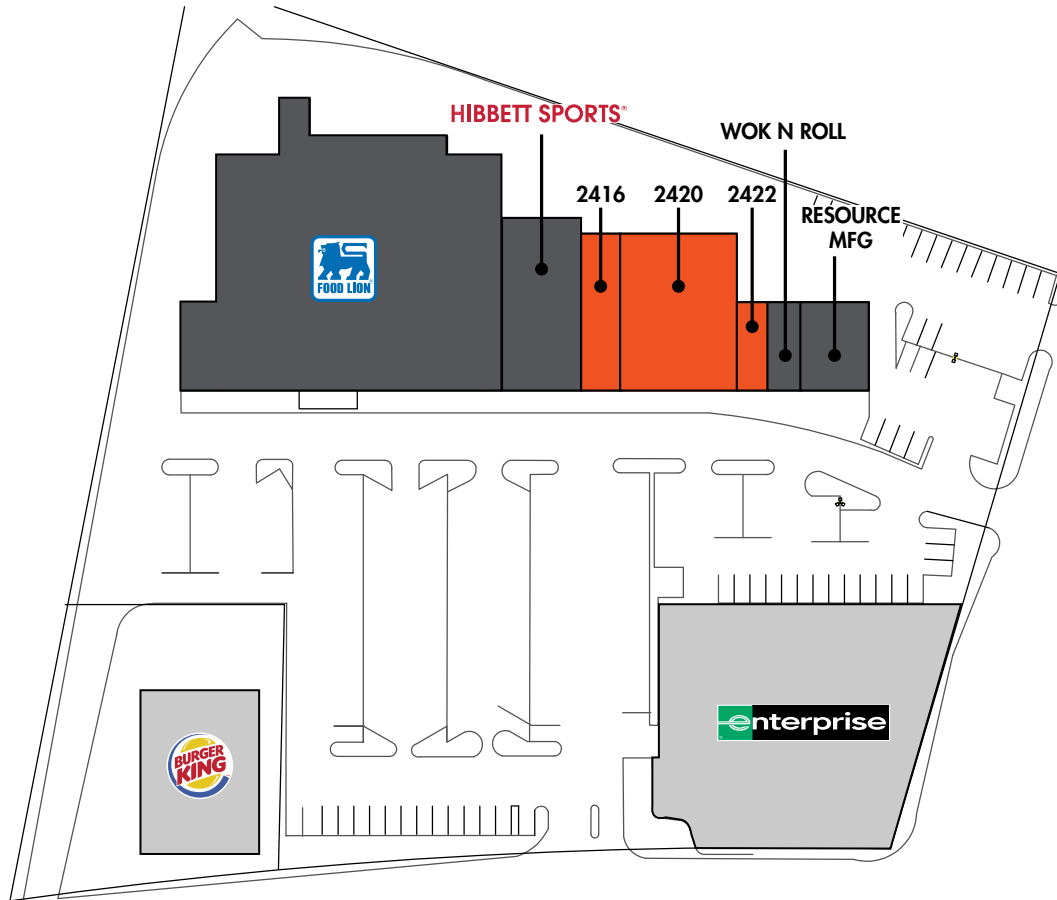 HIBBETT SPORTS®
WOK N ROLL
2416
2420
2422
RESOURCE
MFG
FOOD LION
enterprise
BURGER
KING